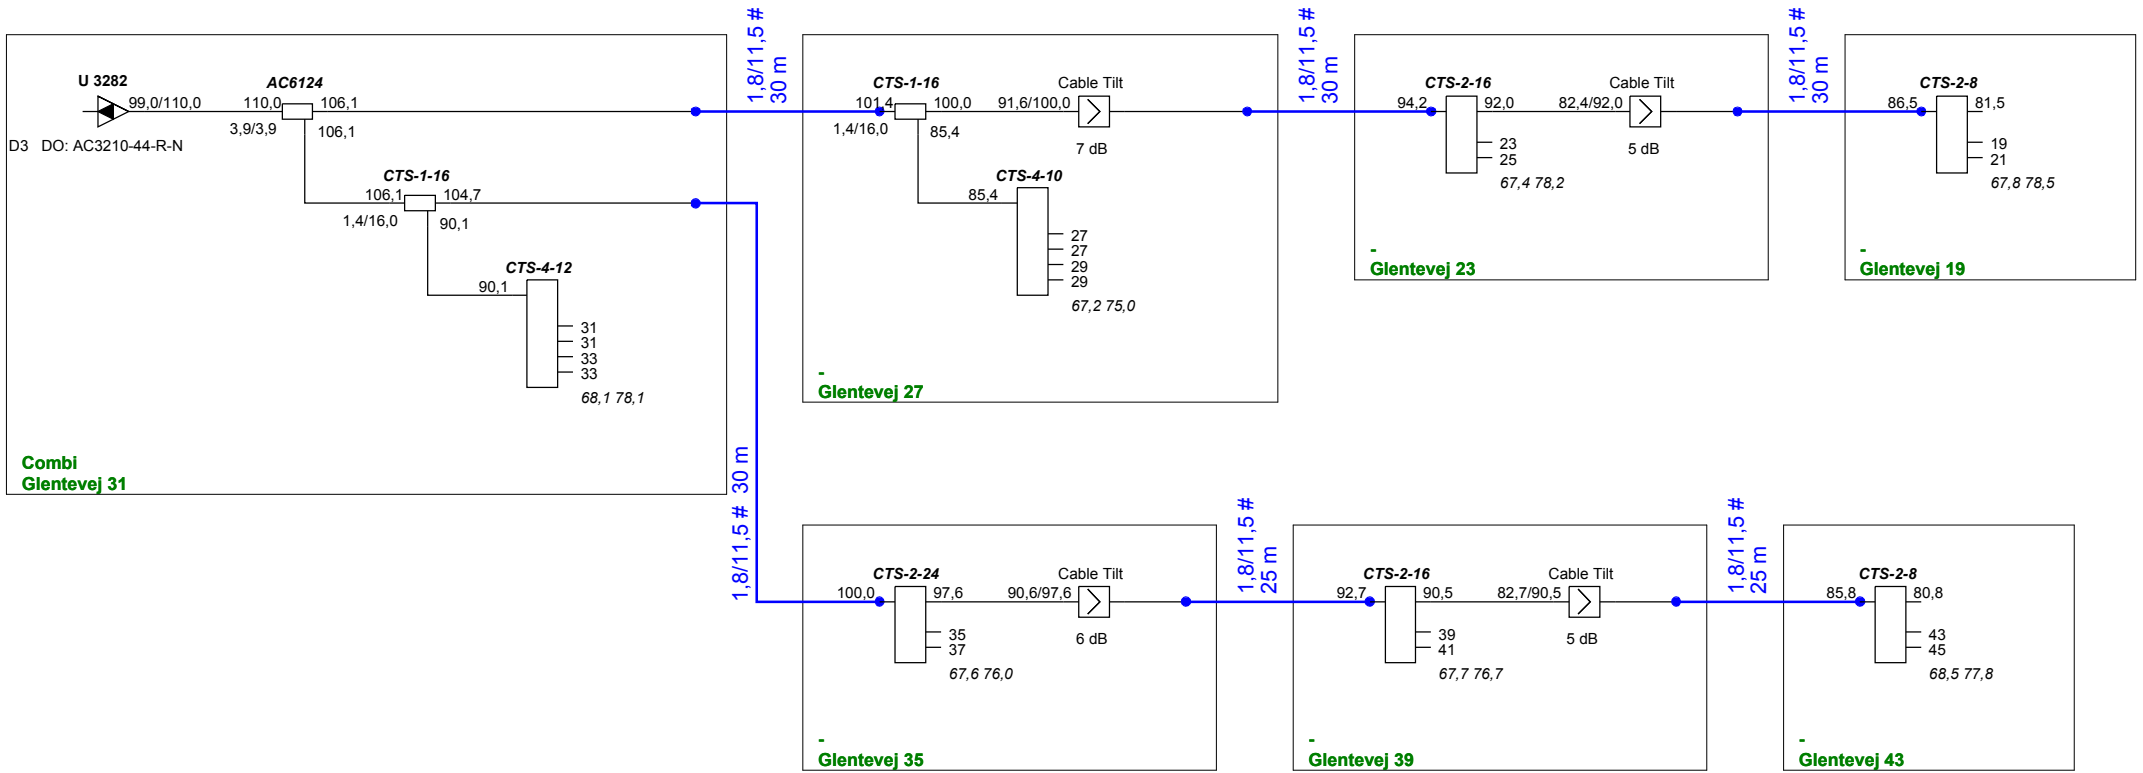 U 3282
99,0/110,0
D3 DO: AC3210-44-R-N
AC6124
110,0
106,1
3,9/3,9
106,1
CTS-1-16
106,1
104,7
1,4/16,0
90,1
CTS-4-12
90,1
31
31
33
33
68,1 78,1
Combi
Glentevej 31
1,8/11,5 #
30 m
CTS-1-16
101,4
100,0
1,4/16,0
85,4
91,6/100,0
Cable Tilt
7 dB
CTS-4-10
85,4
27
27
29
29
67,2 75,0
-
Glentevej 27
1,8/11,5 #
30 m
CTS-2-16
94,2
92,0
23
25
67,4 78,2
82,4/92,0
Cable Tilt
5 dB
-
Glentevej 23
1,8/11,5 #
30 m
CTS-2-8
86,5
81,5
19
21
67,8 78,5
-
Glentevej 19
1,8/11,5 # 30 m
CTS-2-24
100,0
97,6
35
37
67,6 76,0
90,6/97,6
Cable Tilt
6 dB
-
Glentevej 35
1,8/11,5 #
25 m
CTS-2-16
92,7
90,5
39
41
67,7 76,7
82,7/90,5
Cable Tilt
5 dB
-
Glentevej 39
1,8/11,5 #
25 m
CTS-2-8
85,8
80,8
43
45
68,5 77,8
-
Glentevej 43